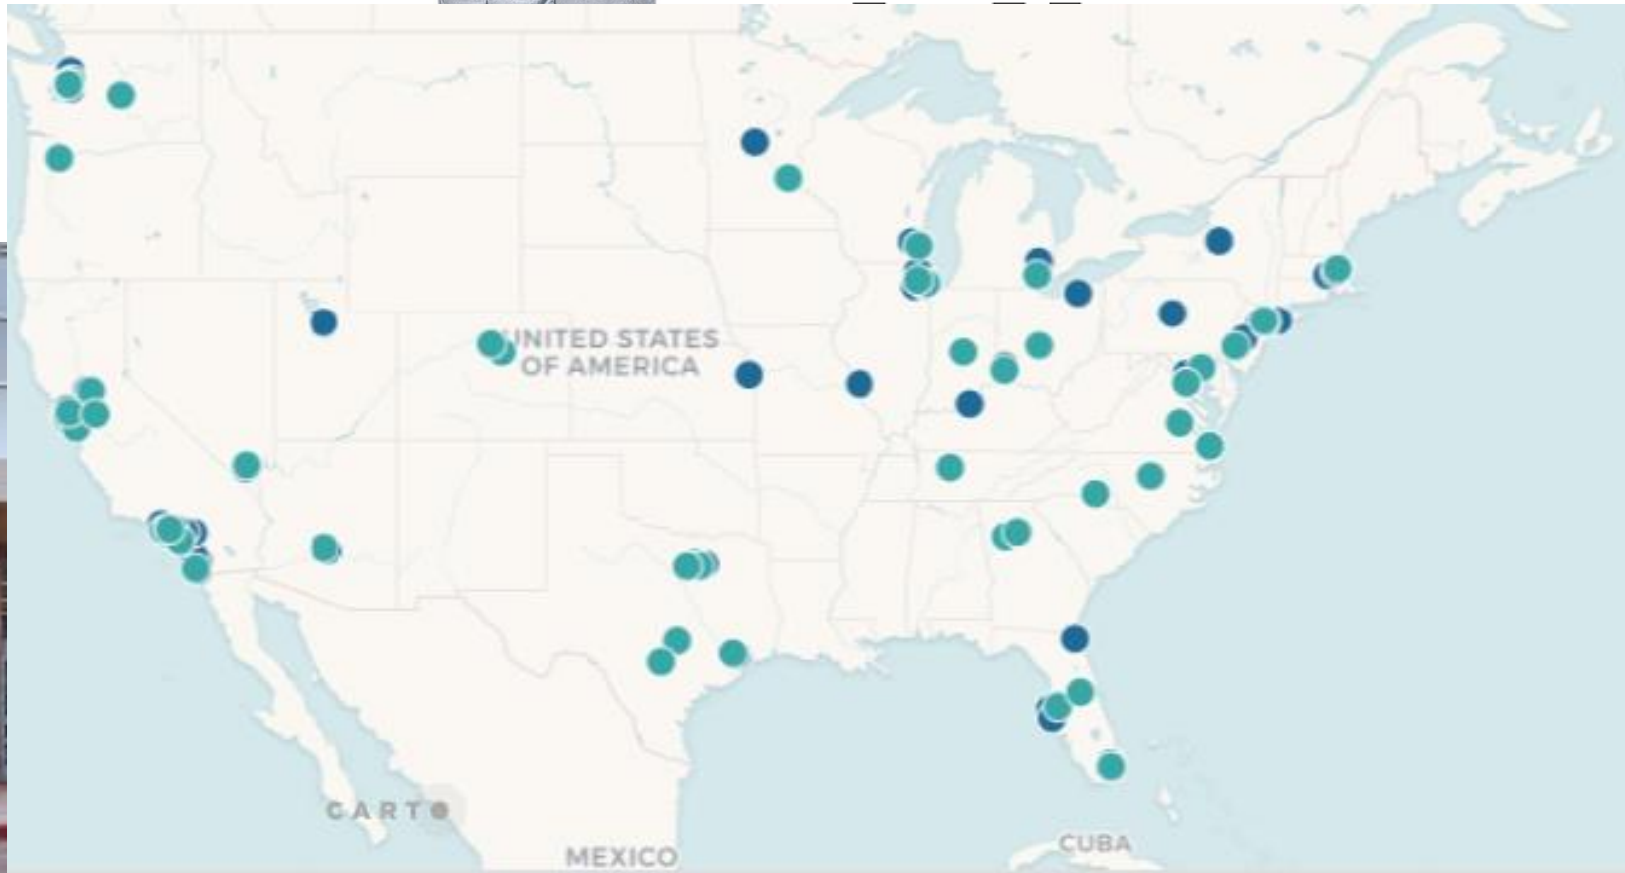 UNITED STATES
OF AMERICA
CARTO
MEXICO
CUBA